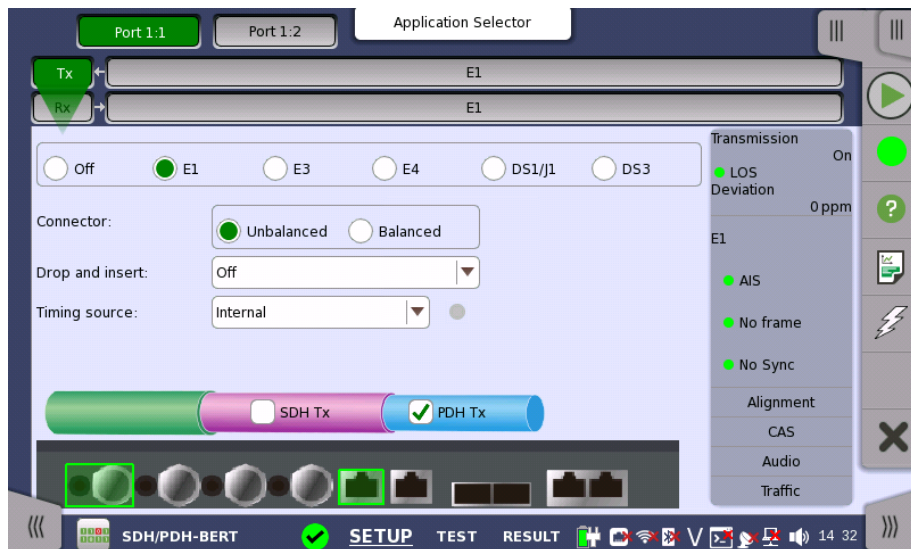 Port 1:1 Port 1:2 Application Selector
Tx E1
Rx E1
Off E1 E3 E4 DS1/J1 DS3
Connector: Unbalanced Balanced
Drop and insert: Off
Timing source: Internal
SDH Tx PDH Tx
Transmission
On
LOS
Deviation
0 ppm
E1
AIS
No frame
No Sync
Alignment
CAS
Audio
Traffic
SDH/PDH-BERT SETUP TEST RESULT V 14 32